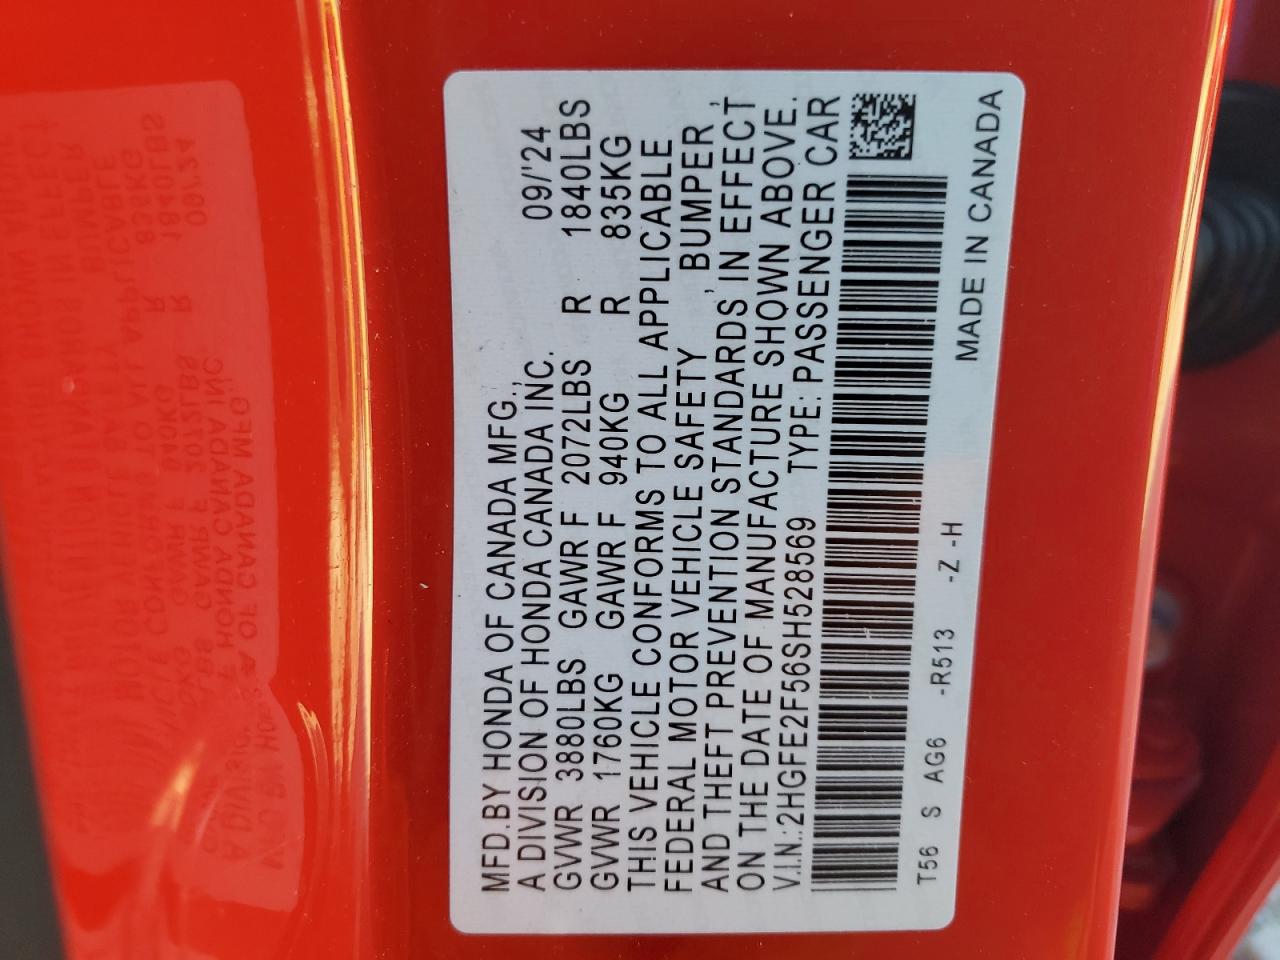 MFD.BY HONDA OF CANADA MFG.,
A DIVISION OF HONDA CANADA INC. 09/'24
GVWR 3880LBS GAWR F 2072LBS R 1840LBS
GVWR 1760KG GAWR F 940KG R 835KG
THIS VEHICLE CONFORMS TO ALL APPLICABLE
FEDERAL MOTOR VEHICLE SAFETY, BUMPER,
AND THEFT PREVENTION STANDARDS IN EFFECT
ON THE DATE OF MANUFACTURE SHOWN ABOVE.
V.I.N.:2HGFE2F56SH528569 TYPE: PASSENGER CAR
T56 S AG6 -R513 -Z -H
MADE IN CANADA